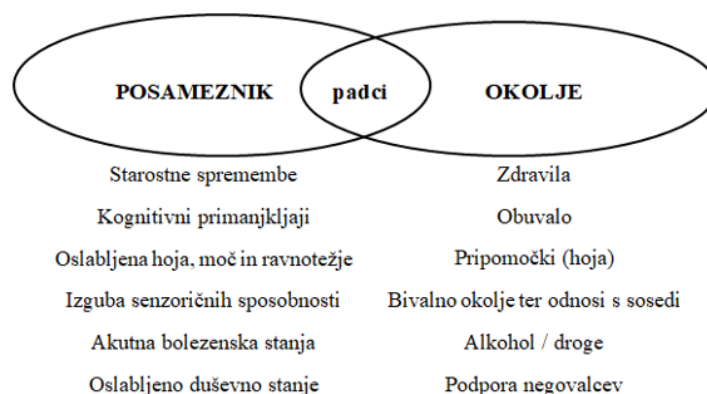 POSAMEZNIK padci OKOLJE
Starostne spremembe Zdravila
Kognitivni primanjkljaji Obuvalo
Oslabljena hoja, moč in ravnotežje Pripomočki (hoja)
Izguba senzoričnih sposobnosti Bivalno okolje ter odnosi s sosedi
Akutna bolezenska stanja Alkohol / droge
Oslabljeno duševno stanje Podpora negovalcev